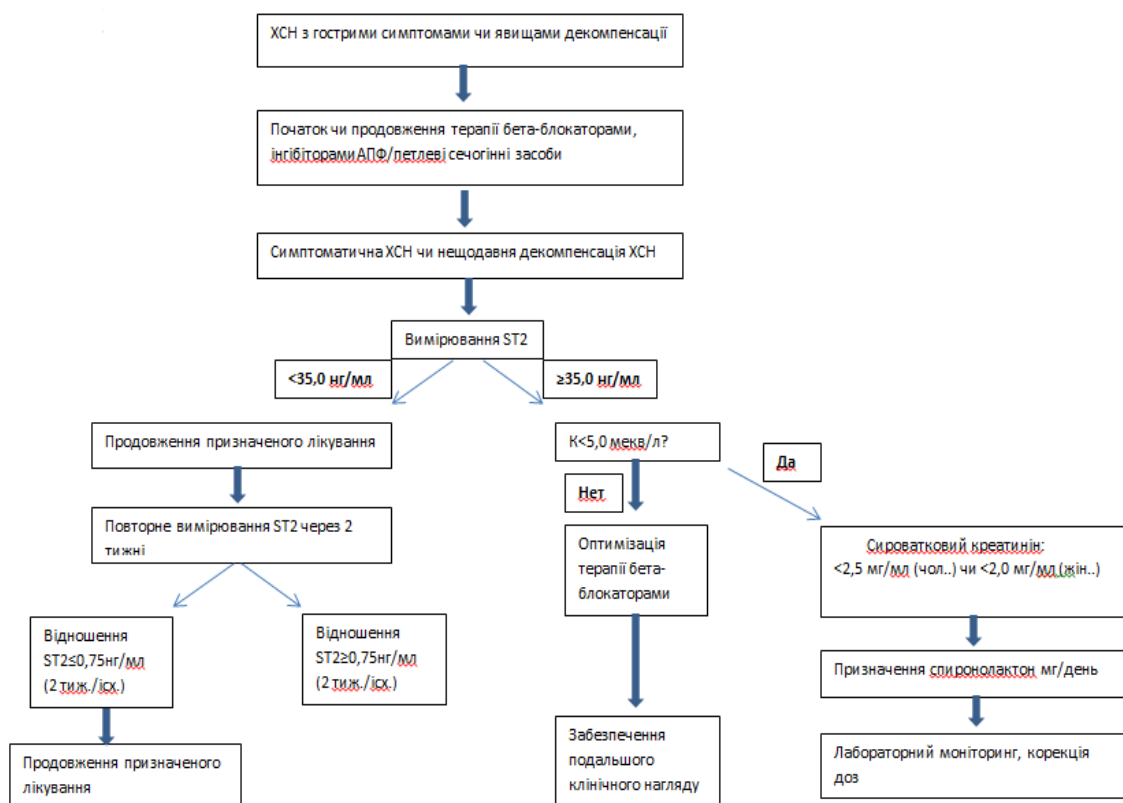 ХСН з гострими симптомами чи явищами декомпенсації
Початок чи продовження терапії бета-блокаторами,
інгібіторами АПФ/петлеві сечогінні засоби
Симптоматична ХСН чи нещодавня декомпенсація ХСН
Вимірювання ST2
<35,0 нг/мл
≥35,0 нг/мл
Продовження призначеного лікування
К<5,0 мекв/л?
Да
Нет
Повторне вимірювання ST2 через 2
тижні
Оптимізація
терапії бета-
блокаторами
Сироватковий креатинін:
<2,5 мг/мл (чол..) чи <2,0 мг/мл (жін..)
Відношення
ST2≤0,75нг/мл
(2 тиж./ісх.)
Відношення
ST2≥0,75нг/мл
(2 тиж./ісх.)
Призначення спиронолактон мг/день
Продовження призначеного
лікування
Забезпечення
подальшого
клінічного нагляду
Лабораторний моніторинг, корекція
доз